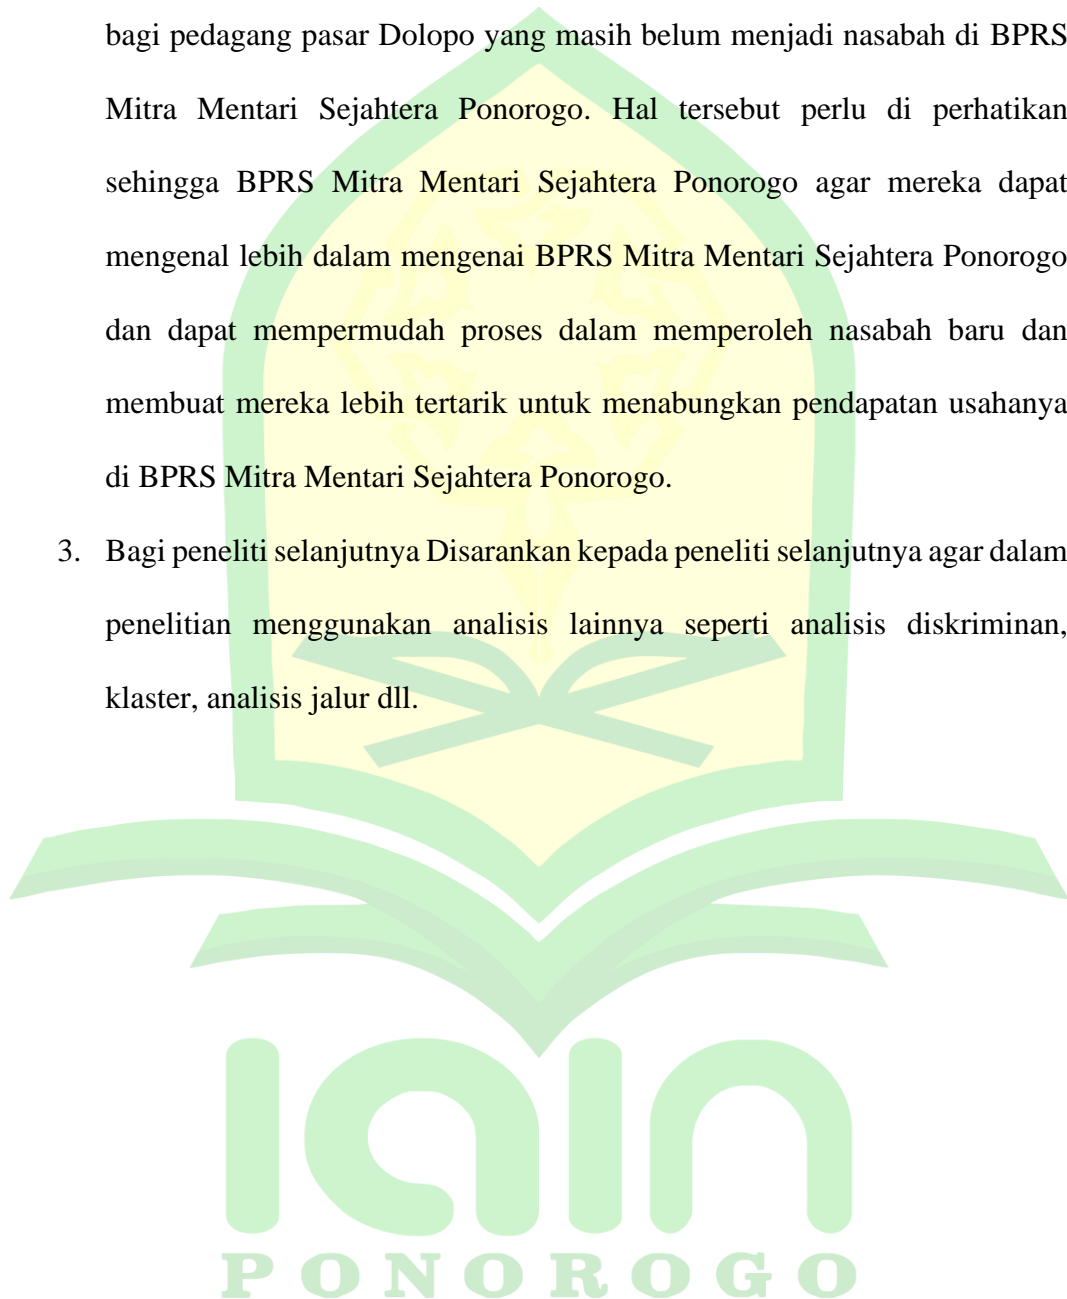 bagi pedagang pasar Dolopo yang masih belum menjadi nasabah di BPRS
Mitra Mentari Sejahtera Ponorogo. Hal tersebut perlu di perhatikan
sehingga BPRS Mitra Mentari Sejahtera Ponorogo agar mereka dapat
mengenal lebih dalam mengenai BPRS Mitra Mentari Sejahtera Ponorogo
dan dapat mempermudah proses dalam memperoleh nasabah baru dan
membuat mereka lebih tertarik untuk menabungkan pendapatan usahanya
di BPRS Mitra Mentari Sejahtera Ponorogo.
3. Bagi peneliti selanjutnya Disarankan kepada peneliti selanjutnya agar dalam
penelitian menggunakan analisis lainnya seperti analisis diskriminan,
klaster, analisis jalur dll.
iain
PONOROGO